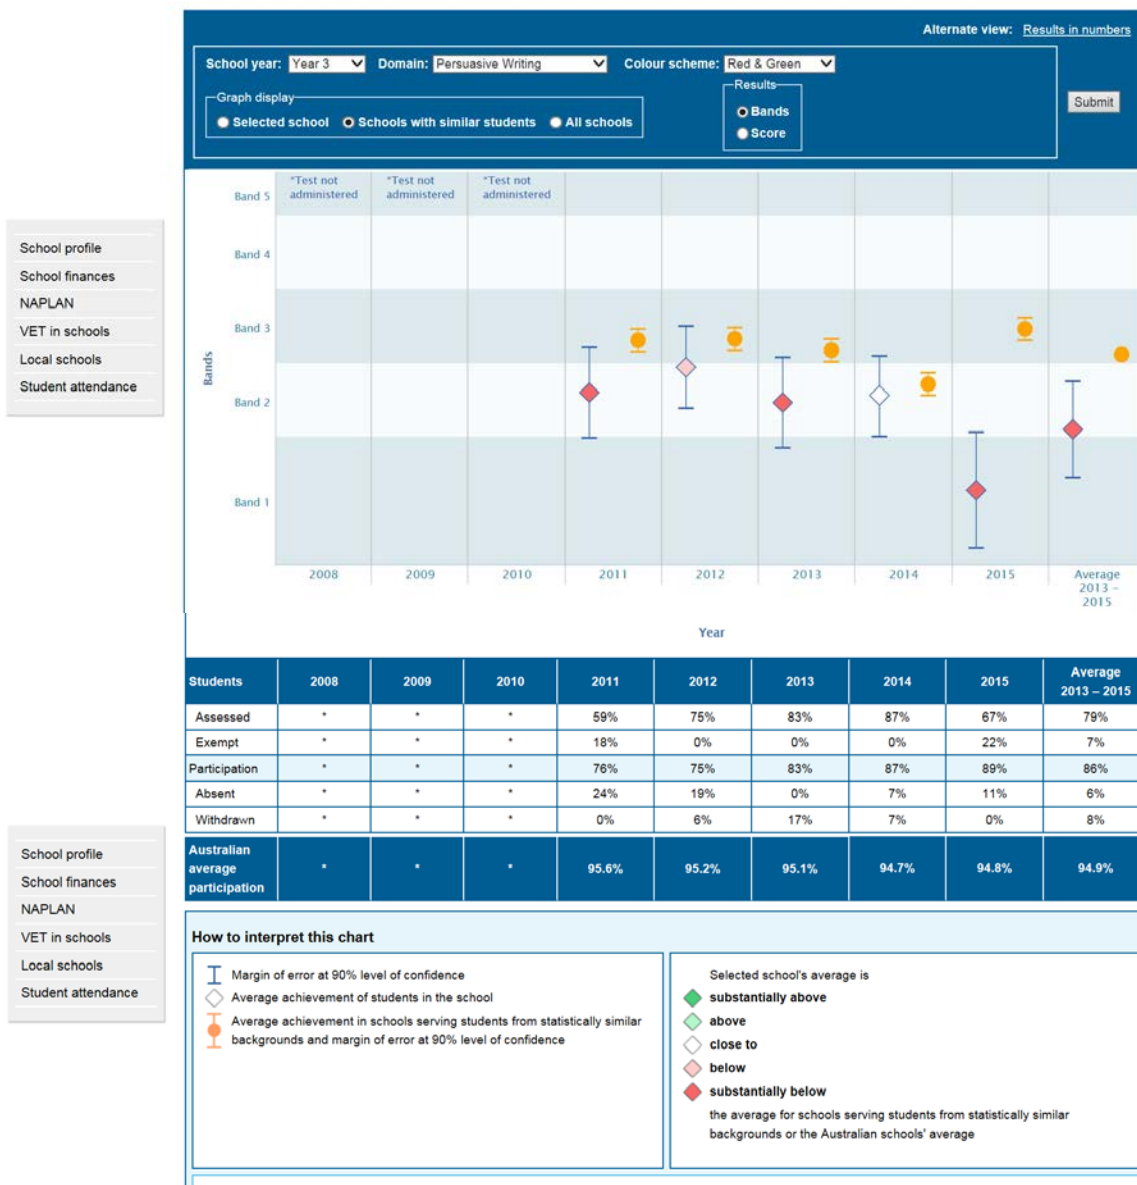 Alternate view: Results in numbers
School year: Year 3 Domain: Persuasive Writing Colour scheme: Red & Green
Graph display
Selected school Schools with similar students All schools
Results
Bands
Score
Submit
*Test not administered
*Test not administered
*Test not administered
Band 5
Band 4
Band 3
Band 2
Band 1
Bands
2008 2009 2010 2011 2012 2013 2014 2015 Average 2013 – 2015
Year
School profile
School finances
NAPLAN
VET in schools
Local schools
Student attendance
Students 2008 2009 2010 2011 2012 2013 2014 2015 Average 2013 – 2015
Assessed * * * 59% 75% 83% 87% 67% 79%
Exempt * * * 18% 0% 0% 0% 22% 7%
Participation * * * 76% 75% 83% 87% 89% 86%
Absent * * * 24% 19% 0% 7% 11% 6%
Withdrawn * * * 0% 6% 17% 7% 0% 8%
Australian average participation * * * 95.6% 95.2% 95.1% 94.7% 94.8% 94.9%
School profile
School finances
NAPLAN
VET in schools
Local schools
Student attendance
How to interpret this chart
Margin of error at 90% level of confidence
Average achievement of students in the school
Average achievement in schools serving students from statistically similar
backgrounds and margin of error at 90% level of confidence
Selected school's average is
substantially above
above
close to
below
substantially below
the average for schools serving students from statistically similar
backgrounds or the Australian schools' average